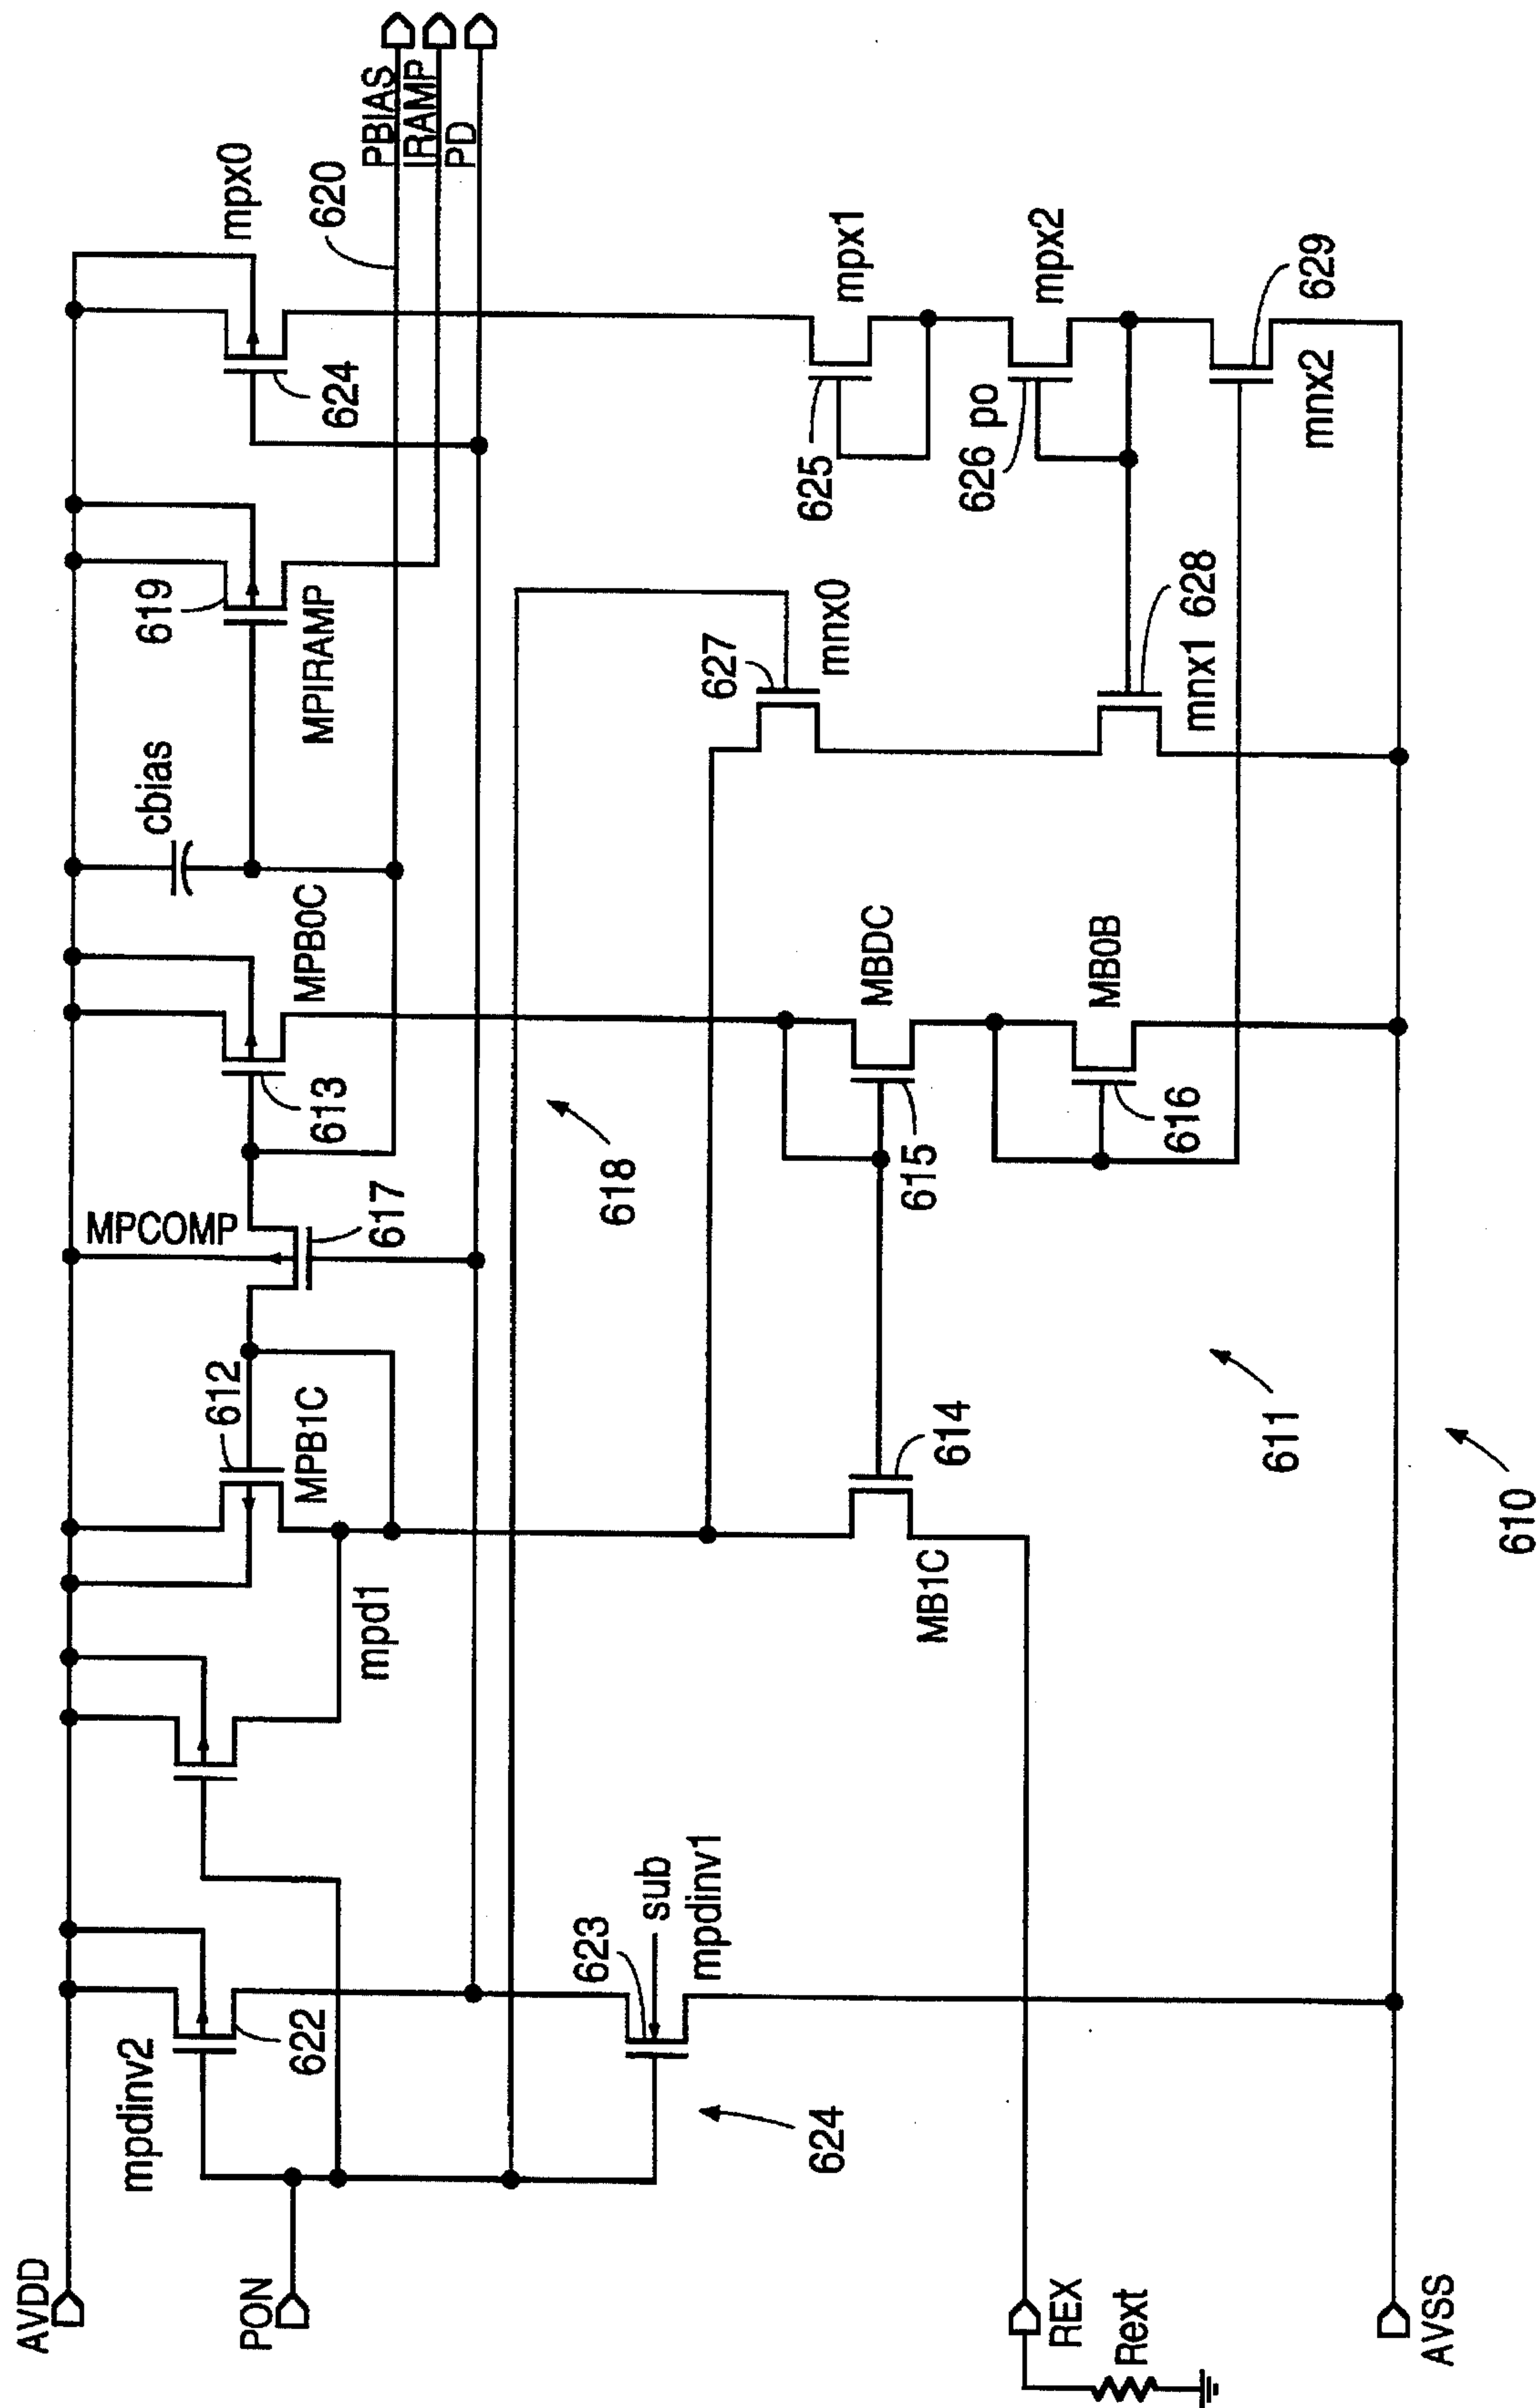 AVDD
PON
REX
Rext
AVSS
mpdinv2
622
623
sub
mpdinv1
624
mpd1
612
MPB1C
MB1C
614
MPCOMP
617
613
MPB0C
618
615
MBDC
616
MB0B
611
610
cbias
619
MPIRAMP
627
mnx0
mnx1
628
624
mpx0
620
PBIAS
IRAMP
PD
625
mpx1
626
po
mpx2
629
mnx2